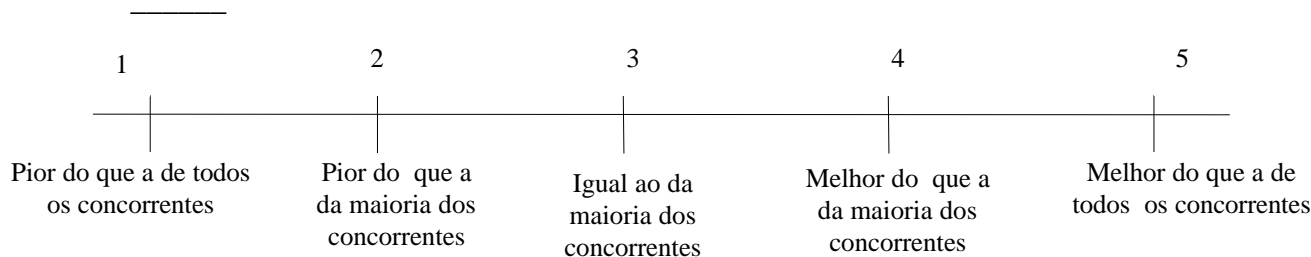 ______
1 2 3 4 5
Pior do que a de todos
os concorrentes
Pior do que a
da maioria dos
concorrentes
Igual ao da
maioria dos
concorrentes
Melhor do que a
da maioria dos
concorrentes
Melhor do que a de
todos os concorrentes